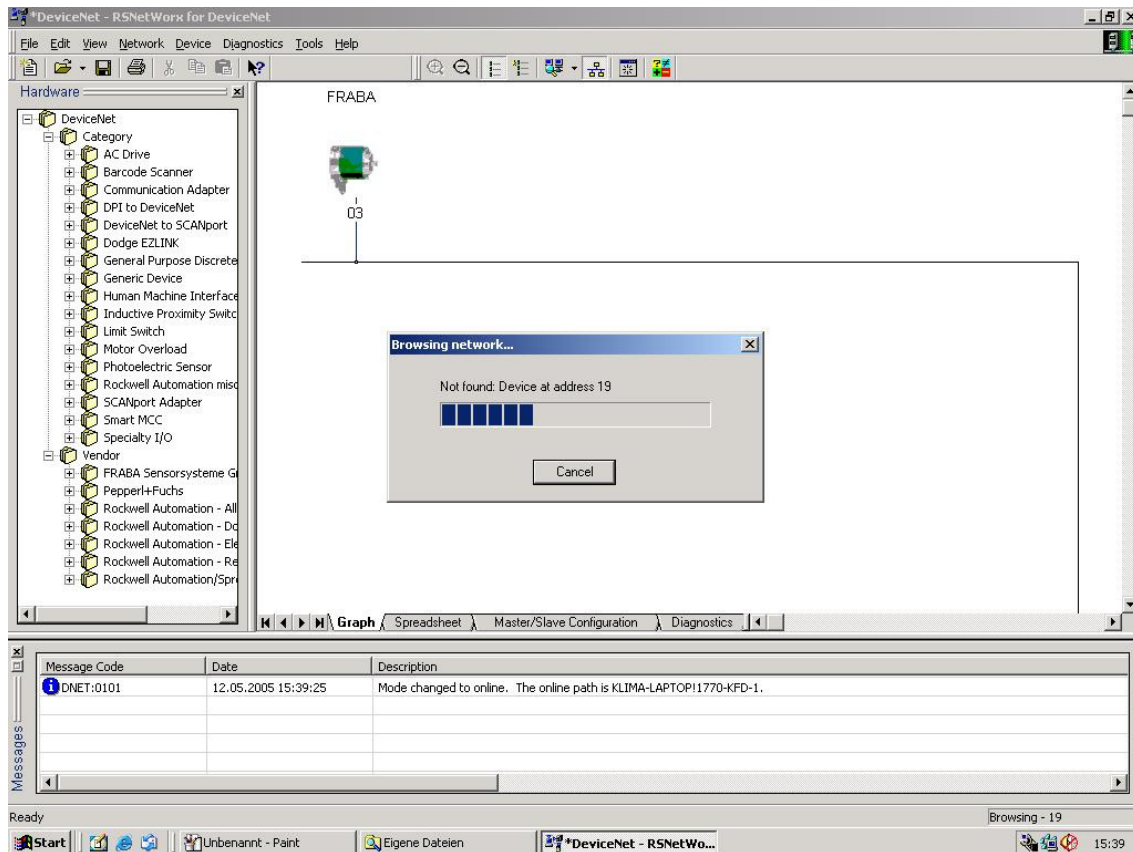 *DeviceNet - RSNetWorx for DeviceNet
File Edit View Network Device Diagnostics Tools Help
Hardware
DeviceNet
Category
AC Drive
Barcode Scanner
Communication Adapter
DPI to DeviceNet
DeviceNet to SCANport
Dodge EZLINK
General Purpose Discrete
Generic Device
Human Machine Interface
Inductive Proximity Switc
Limit Switch
Motor Overload
Photoelectric Sensor
Rockwell Automation misc
SCANport Adapter
Smart MCC
Specialty I/O
Vendor
FRABA Sensorsysteme G
Pepperl+Fuchs
Rockwell Automation - All
Rockwell Automation - Do
Rockwell Automation - Ele
Rockwell Automation - Re
Rockwell Automation/Spr
FRABA
03
Browsing network...
Not found: Device at address 19
Cancel
Graph Spreadsheet Master/Slave Configuration Diagnostics
Messages
Message Code Date Description
DNET:0101 12.05.2005 15:39:25 Mode changed to online. The online path is KLIMA-LAPTOP!1770-KFD-1.
Ready Browsing - 19
Start Unbenannt - Paint Eigene Dateien *DeviceNet - RSNetWo... 15:39